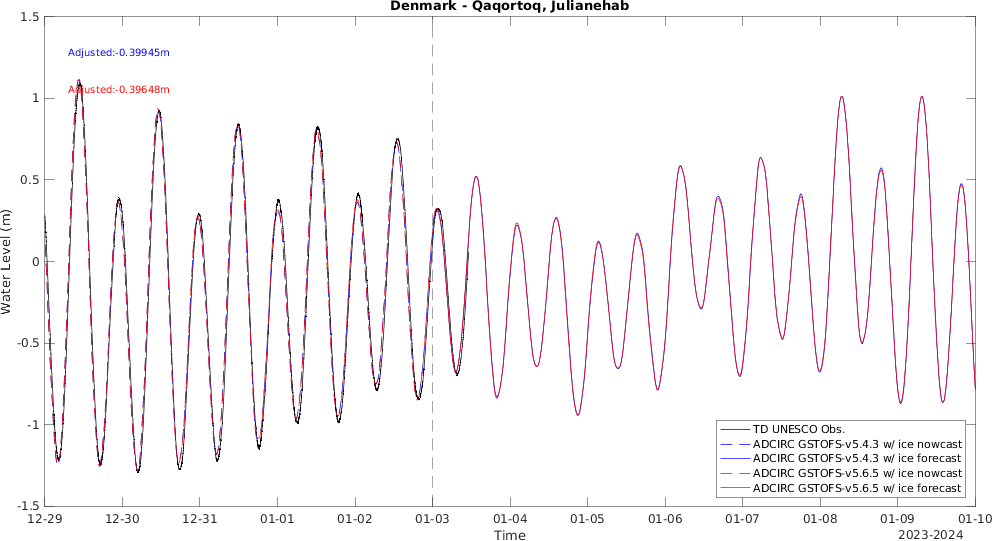 Denmark - Qaqortoq, Julianehab
1.5
Adjusted:-0.39945m
1
Adjusted:-0.39648m
0.5
0
-0.5
-1
-1.5
Water Level (m)
TD UNESCO Obs.
ADCIRC GSTOFS-v5.4.3 w/ ice nowcast
ADCIRC GSTOFS-v5.4.3 w/ ice forecast
ADCIRC GSTOFS-v5.6.5 w/ ice nowcast
ADCIRC GSTOFS-v5.6.5 w/ ice forecast
12-29 12-30 12-31 01-01 01-02 01-03 01-04 01-05 01-06 01-07 01-08 01-09 01-10
Time
2023-2024